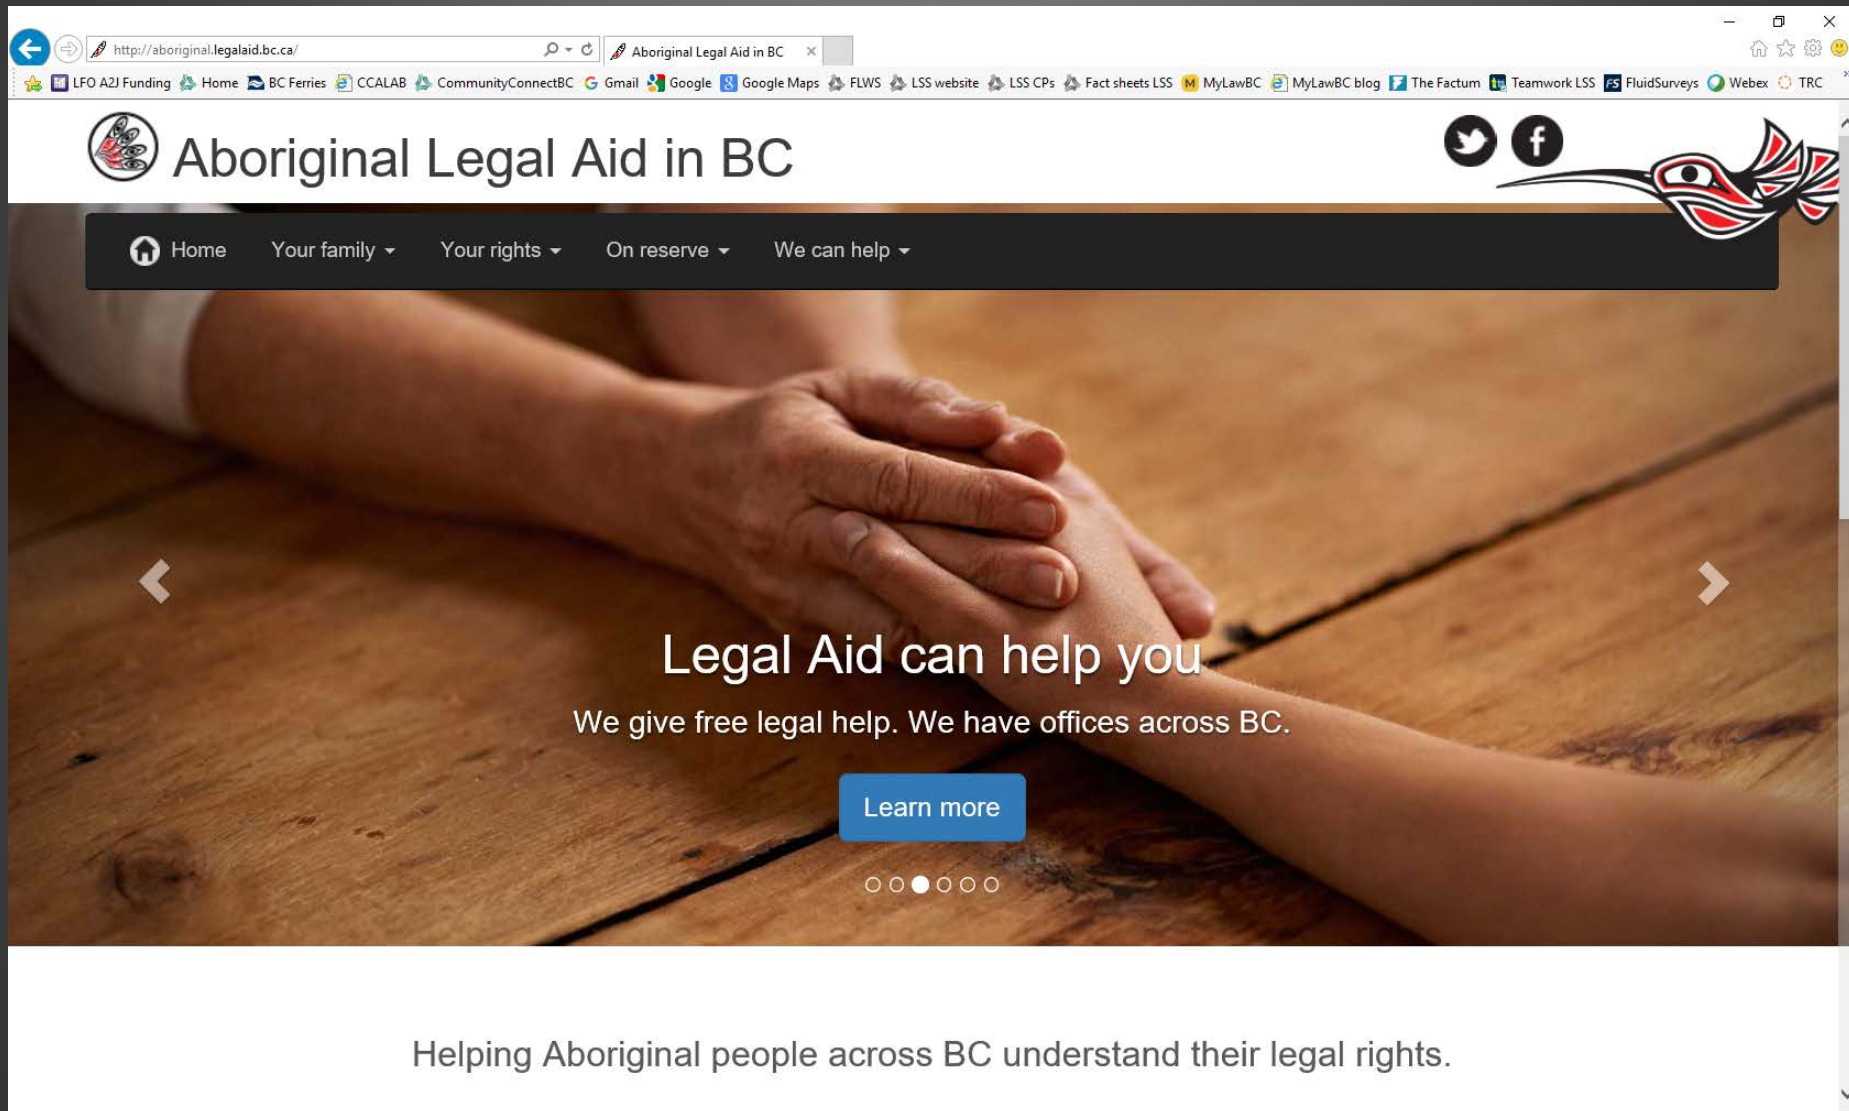 http://aboriginal.legalaid.bc.ca/
Aboriginal Legal Aid in BC
LFO A2J Funding Home BC Ferries CCALAB CommunityConnectBC Gmail Google Google Maps FLWS LSS website LSS CPs Fact sheets LSS MyLawBC MyLawBC blog The Factum Teamwork LSS FluidSurveys Webex TRC
Aboriginal Legal Aid in BC
Home Your family Your rights On reserve We can help
Legal Aid can help you
We give free legal help. We have offices across BC.
Learn more
Helping Aboriginal people across BC understand their legal rights.